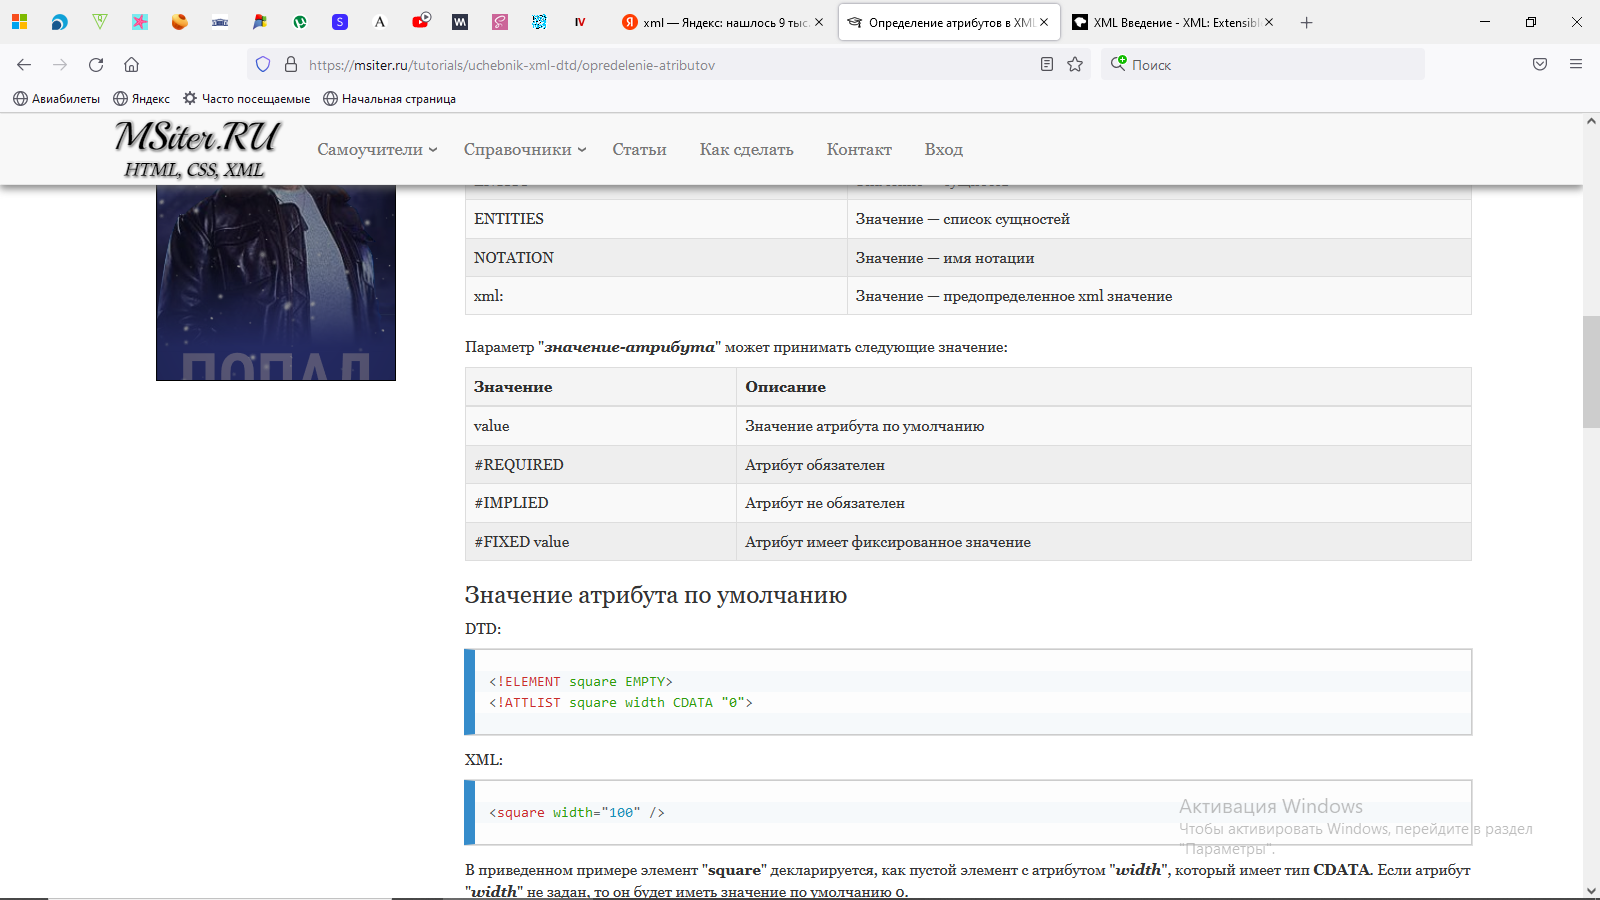 xml — Яндекс: нашлось 9 тыс.
Определение атрибутов в XML
XML Введение - XML: Extensibl
https://msiter.ru/tutorials/uchebnik-xml-dtd/opredelenie-atributov
Поиск
Авиабилеты
Яндекс
Часто посещаемые
Начальная страница
MSiter.RU
HTML, CSS, XML
Самоучители
Справочники
Статьи
Как сделать
Контакт
Вход
ПОПАЛ
ENTITIES Значение — список сущностей
NOTATION Значение — имя нотации
xml: Значение — предопределенное xml значение
Параметр "значение-атрибута" может принимать следующие значение:
Значение Описание
value Значение атрибута по умолчанию
#REQUIRED Атрибут обязателен
#IMPLIED Атрибут не обязателен
#FIXED value Атрибут имеет фиксированное значение
Значение атрибута по умолчанию
DTD:
<!ELEMENT square EMPTY>
<!ATTLIST square width CDATA "0">
XML:
<square width="100" />
Активация Windows
Чтобы активировать Windows, перейдите в раздел
"Параметры".
В приведенном примере элемент "square" декларируется, как пустой элемент с атрибутом "width", который имеет тип CDATA. Если атрибут
"width" не задан, то он будет иметь значение по умолчанию 0.